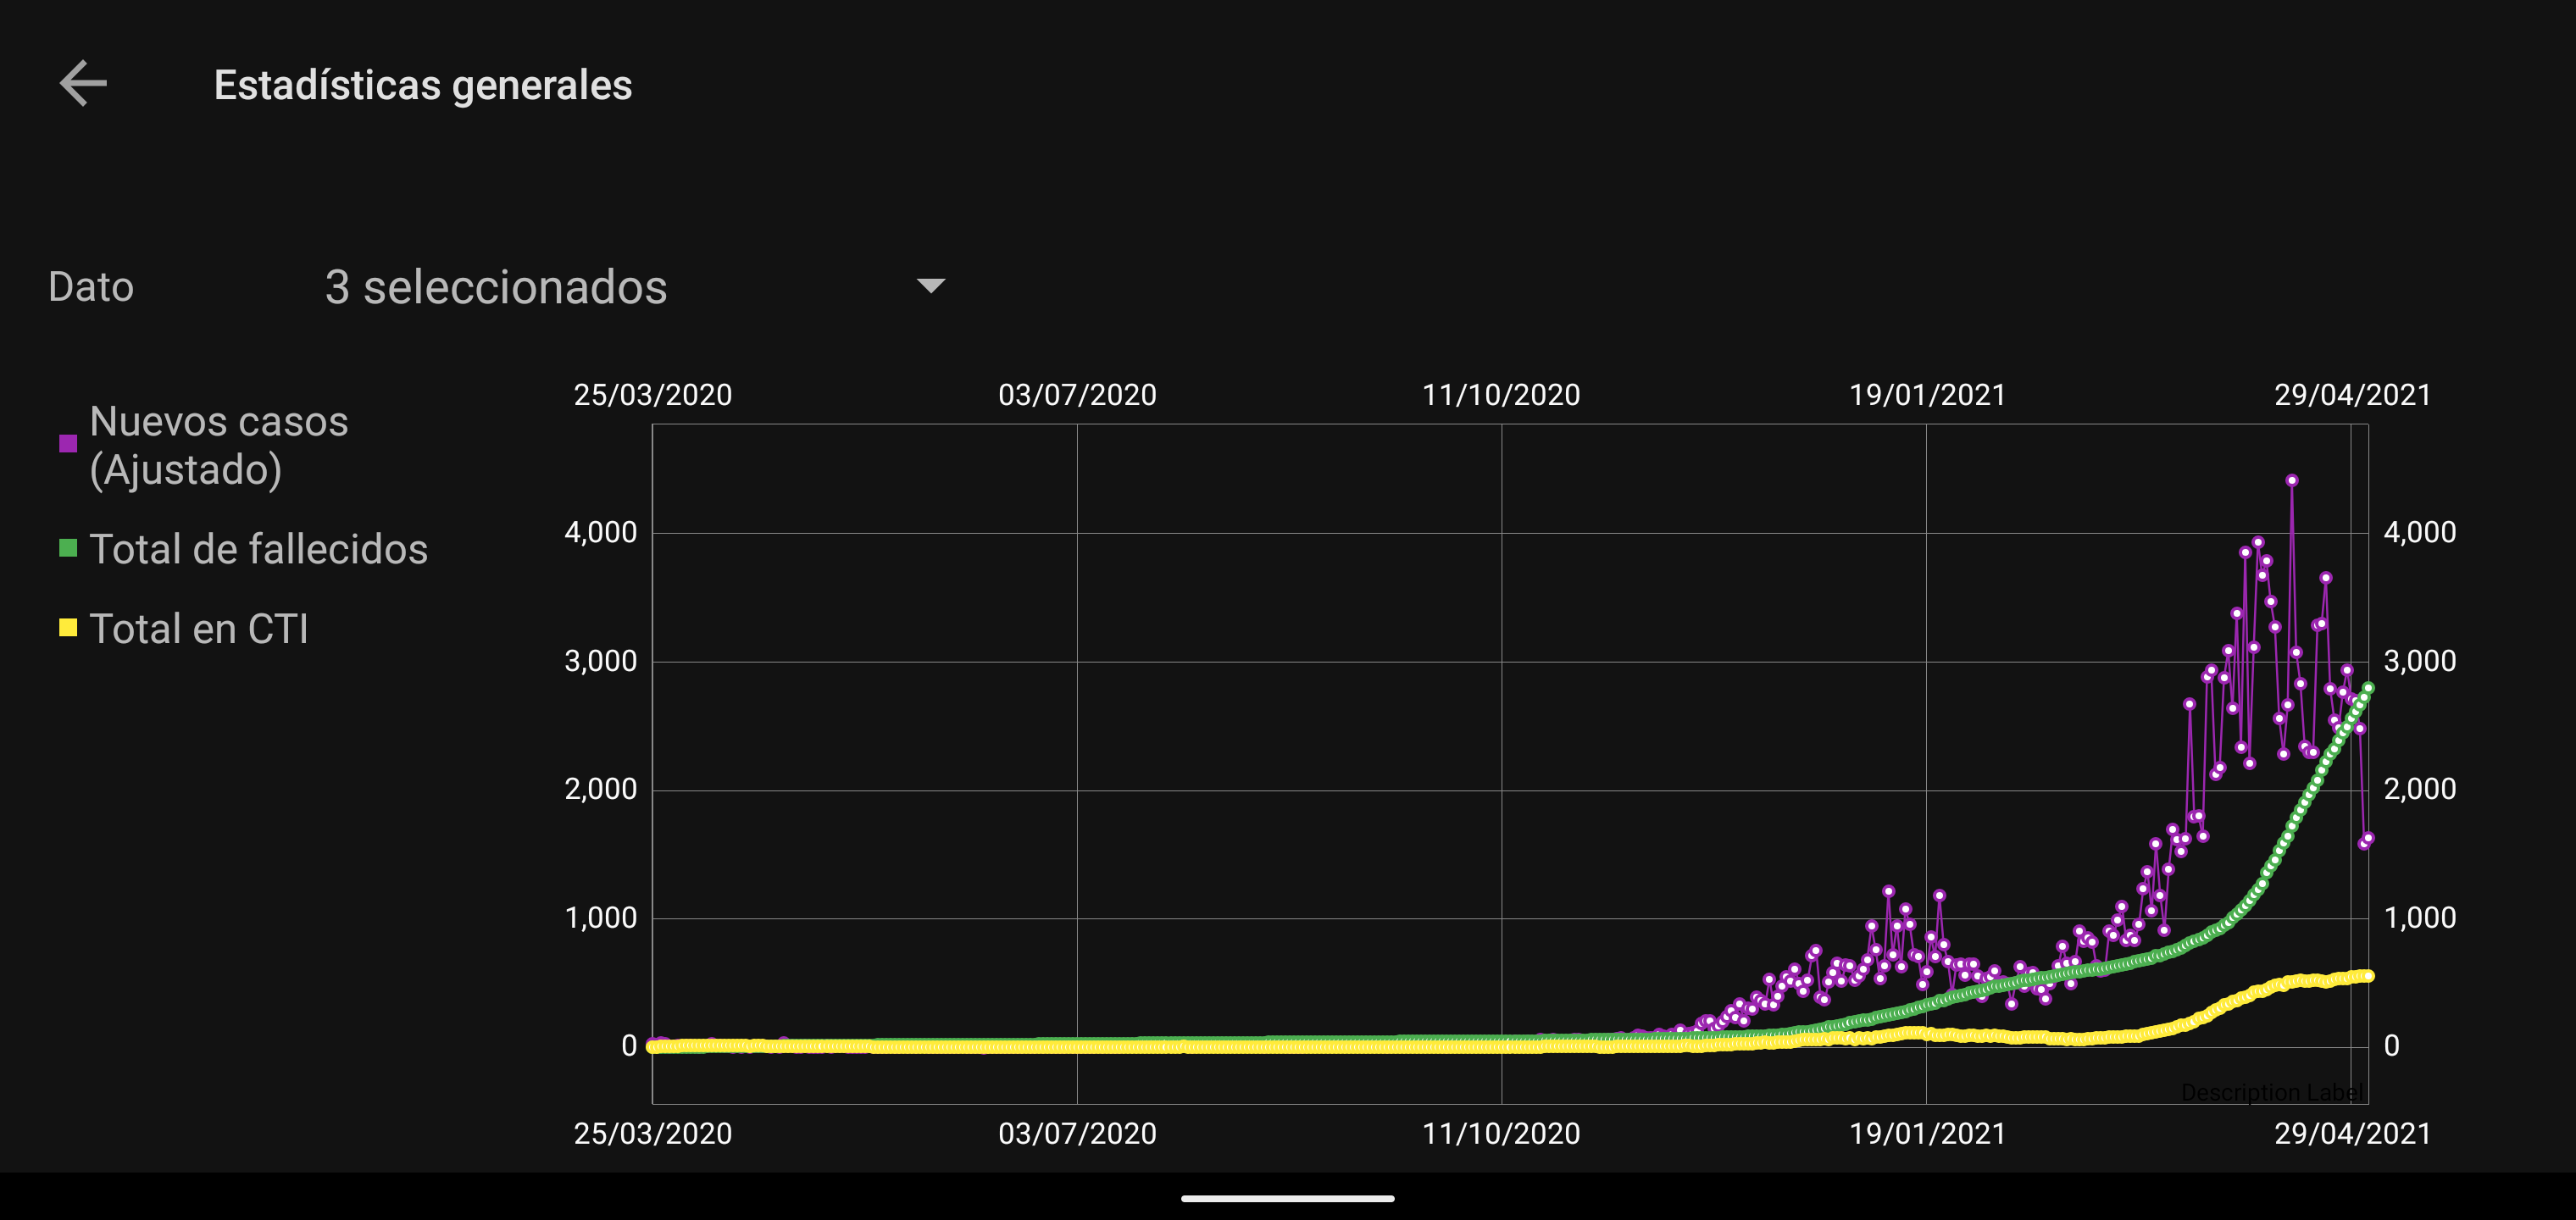 Estadísticas generales
Dato
3 seleccionados
Nuevos casos
(Ajustado)
Total de fallecidos
Total en CTI
25/03/2020 03/07/2020 11/10/2020 19/01/2021 29/04/2021
4,000 4,000
3,000 3,000
2,000 2,000
1,000 1,000
0 0
Description Label
25/03/2020 03/07/2020 11/10/2020 19/01/2021 29/04/2021